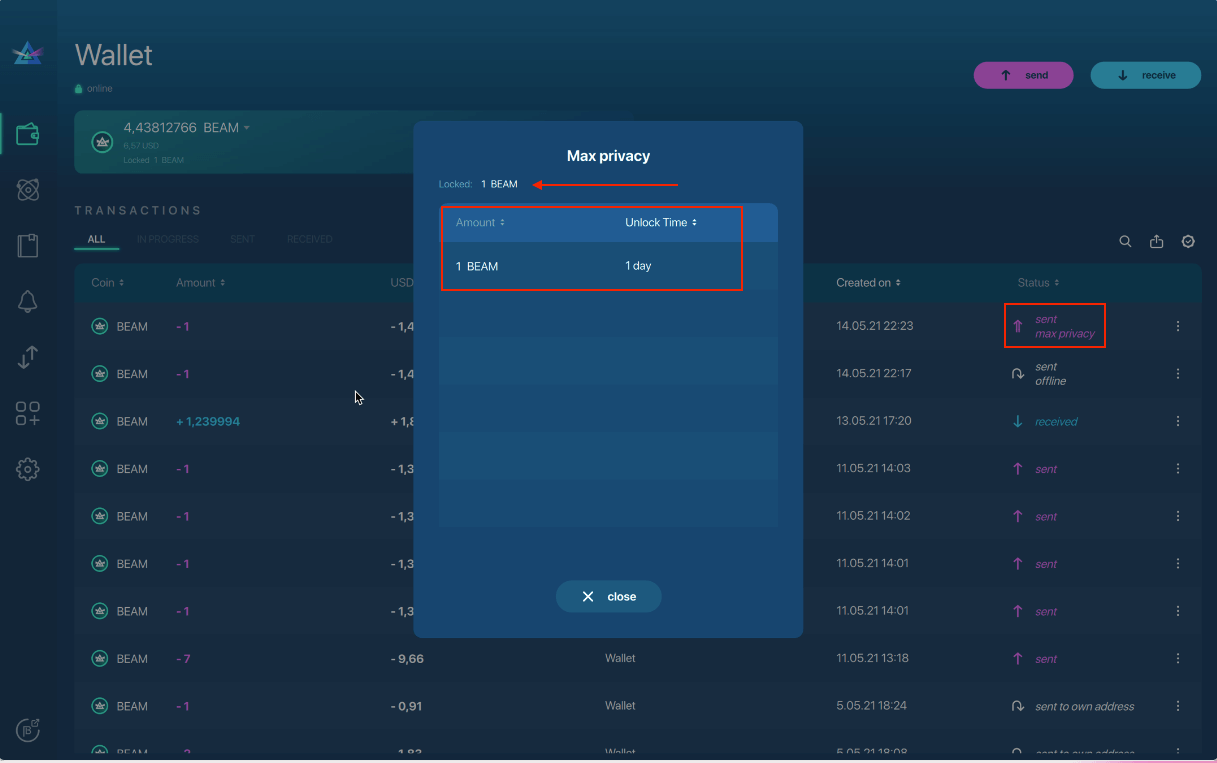 Wallet
online
send
receive
4,43812766 BEAM
6,57 USD
Locked 1 BEAM
Max privacy
Locked: 1 BEAM
Amount Unlock Time
1 BEAM 1 day
close
TRANSACTIONS
ALL IN PROGRESS SENT RECEIVED
Coin Amount USD Created on Status
BEAM - 1 - 1,4 14.05.21 22:23 sent
max privacy
BEAM - 1 - 1,4 14.05.21 22:17 sent
offline
BEAM + 1,239994 + 1,8 13.05.21 17:20 received
BEAM - 1 - 1,3 11.05.21 14:03 sent
BEAM - 1 - 1,3 11.05.21 14:02 sent
BEAM - 1 - 1,3 11.05.21 14:01 sent
BEAM - 1 - 1,3 11.05.21 14:01 sent
BEAM - 7 - 9,66 Wallet 11.05.21 13:18 sent
BEAM - 1 - 0,91 Wallet 5.05.21 18:24 sent to own address
BEAM - 2 - 1,83 Wallet 5.05.21 18:08 sent to own address